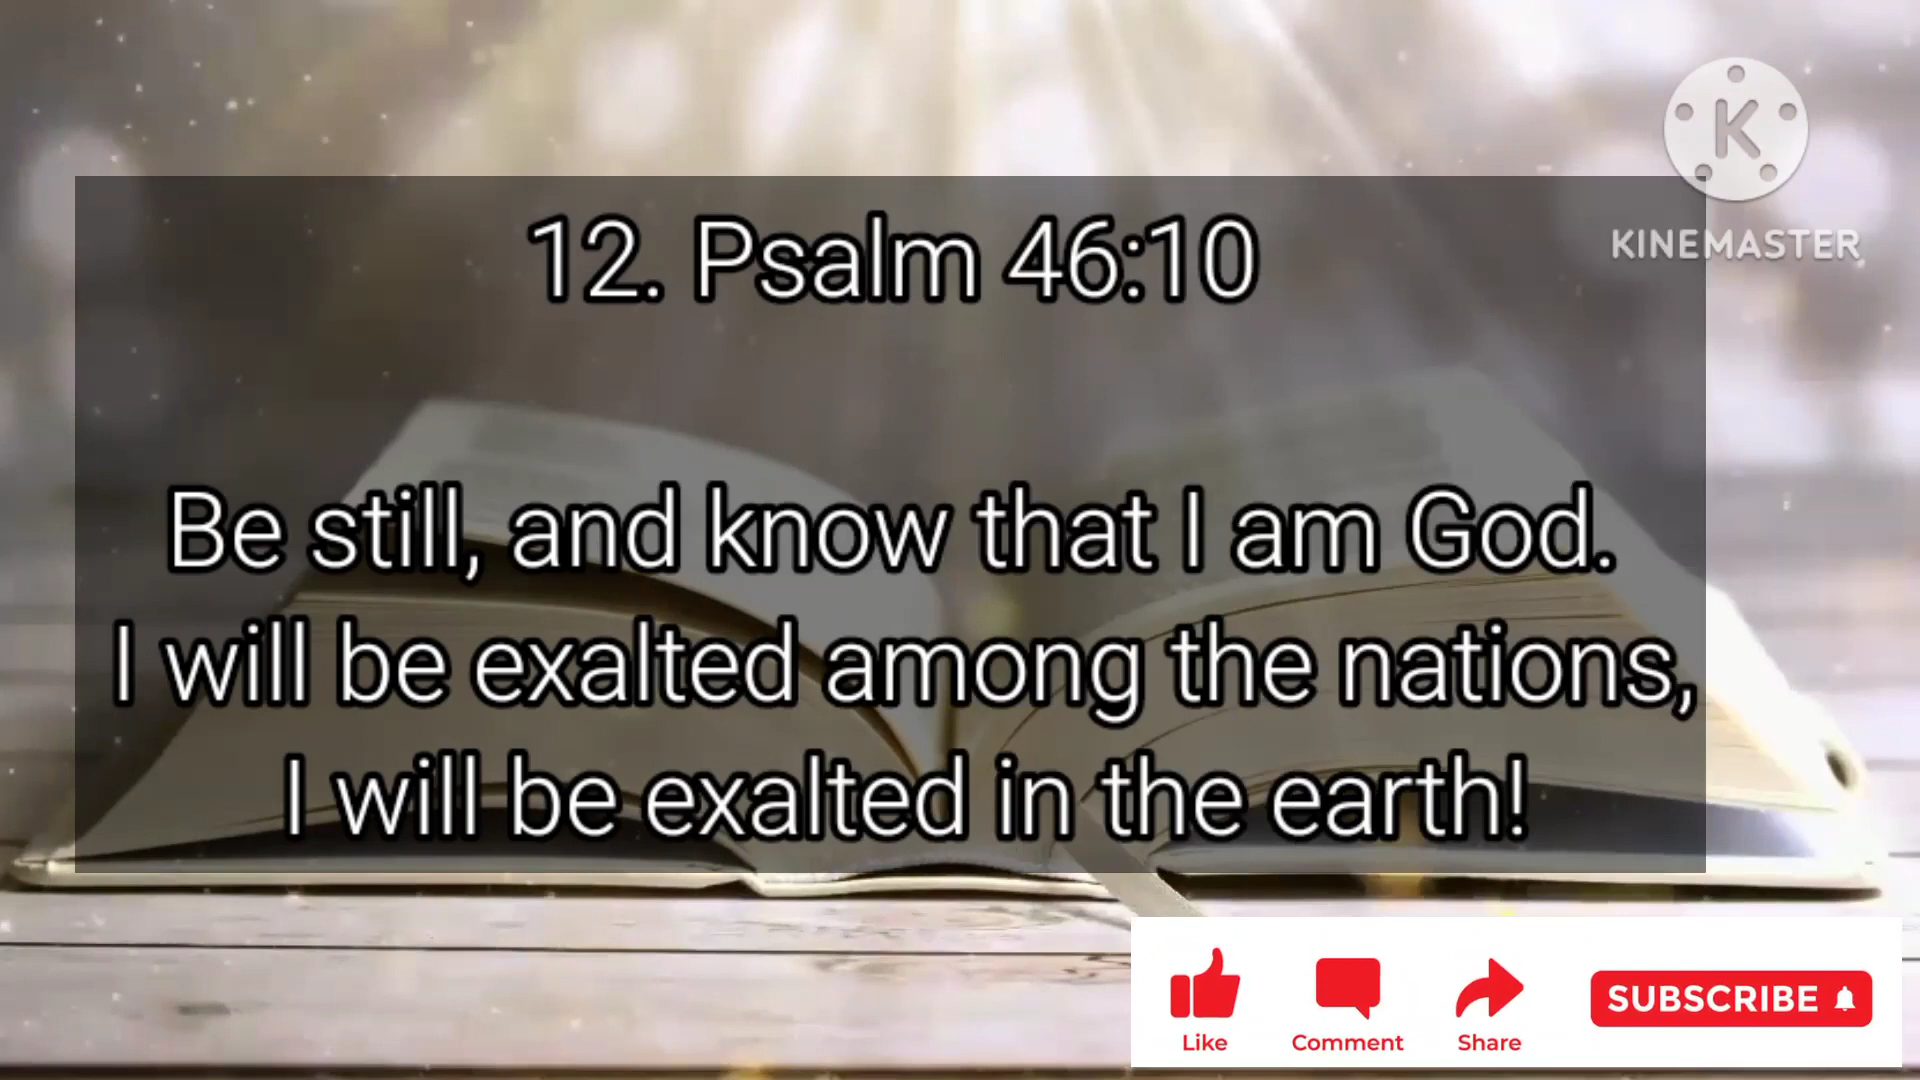 K
KINEMASTER
12. Psalm 46:10
Be still, and know that I am God.
I will be exalted among the nations,
I will be exalted in the earth!
Like
Comment
Share
SUBSCRIBE